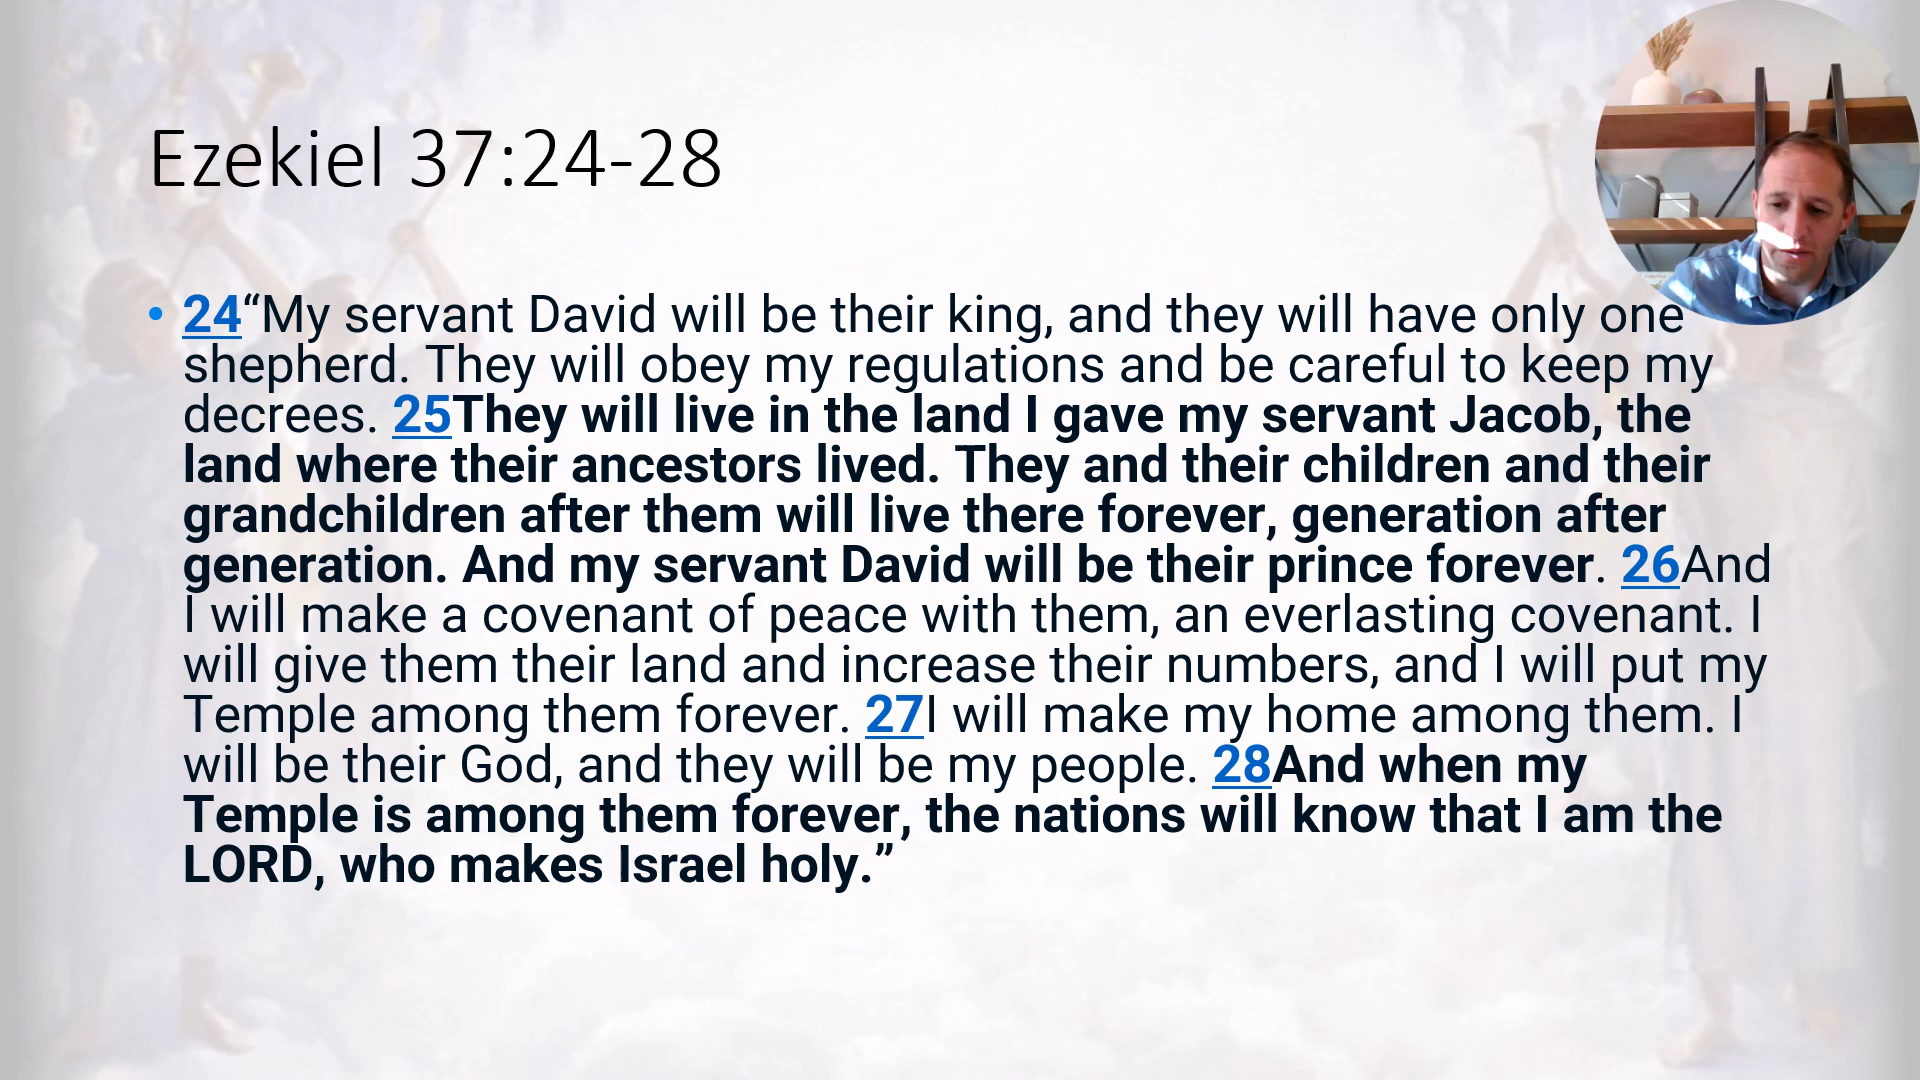 Ezekiel 37:24-28
• 24“My servant David will be their king, and they will have only one
shepherd. They will obey my regulations and be careful to keep my
decrees. 25They will live in the land I gave my servant Jacob, the
land where their ancestors lived. They and their children and their
grandchildren after them will live there forever, generation after
generation. And my servant David will be their prince forever. 26And
I will make a covenant of peace with them, an everlasting covenant. I
will give them their land and increase their numbers, and I will put my
Temple among them forever. 27I will make my home among them. I
will be their God, and they will be my people. 28And when my
Temple is among them forever, the nations will know that I am the
LORD, who makes Israel holy.”